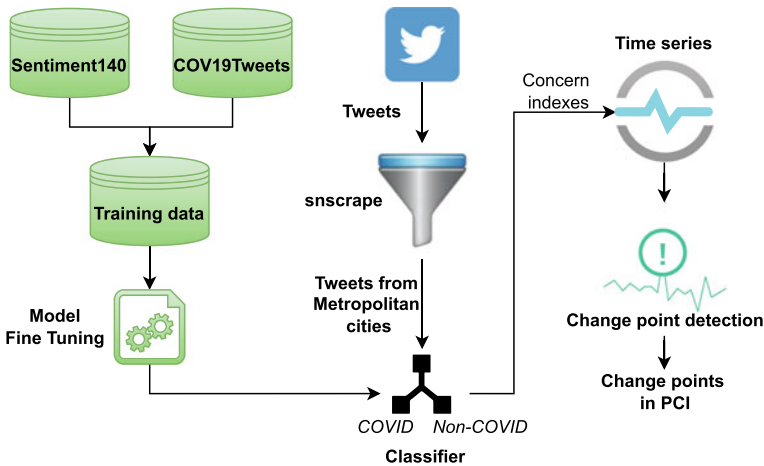 Sentiment140
COV19Tweets
Training data
Model
Fine Tuning
Tweets
snscrape
Tweets from
Metropolitan
cities
COVID
Non-COVID
Classifier
Concern
indexes
Time series
!
Change point detection
Change points
in PCI